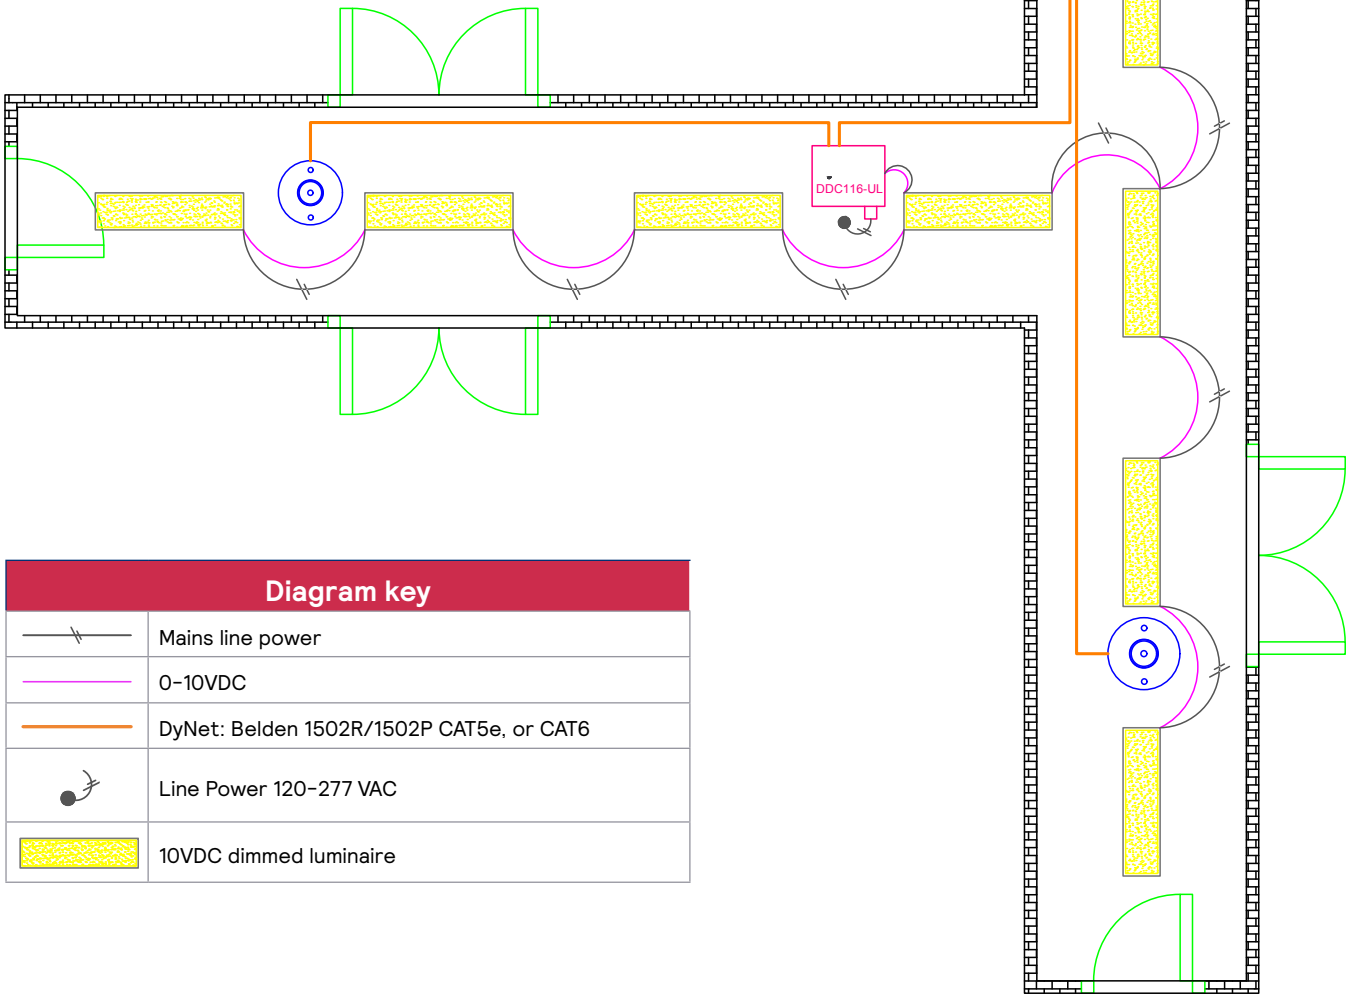 DDC116-UL
Diagram key
Mains line power
0-10VDC
DyNet: Belden 1502R/1502P CAT5e, or CAT6
Line Power 120-277 VAC
10VDC dimmed luminaire